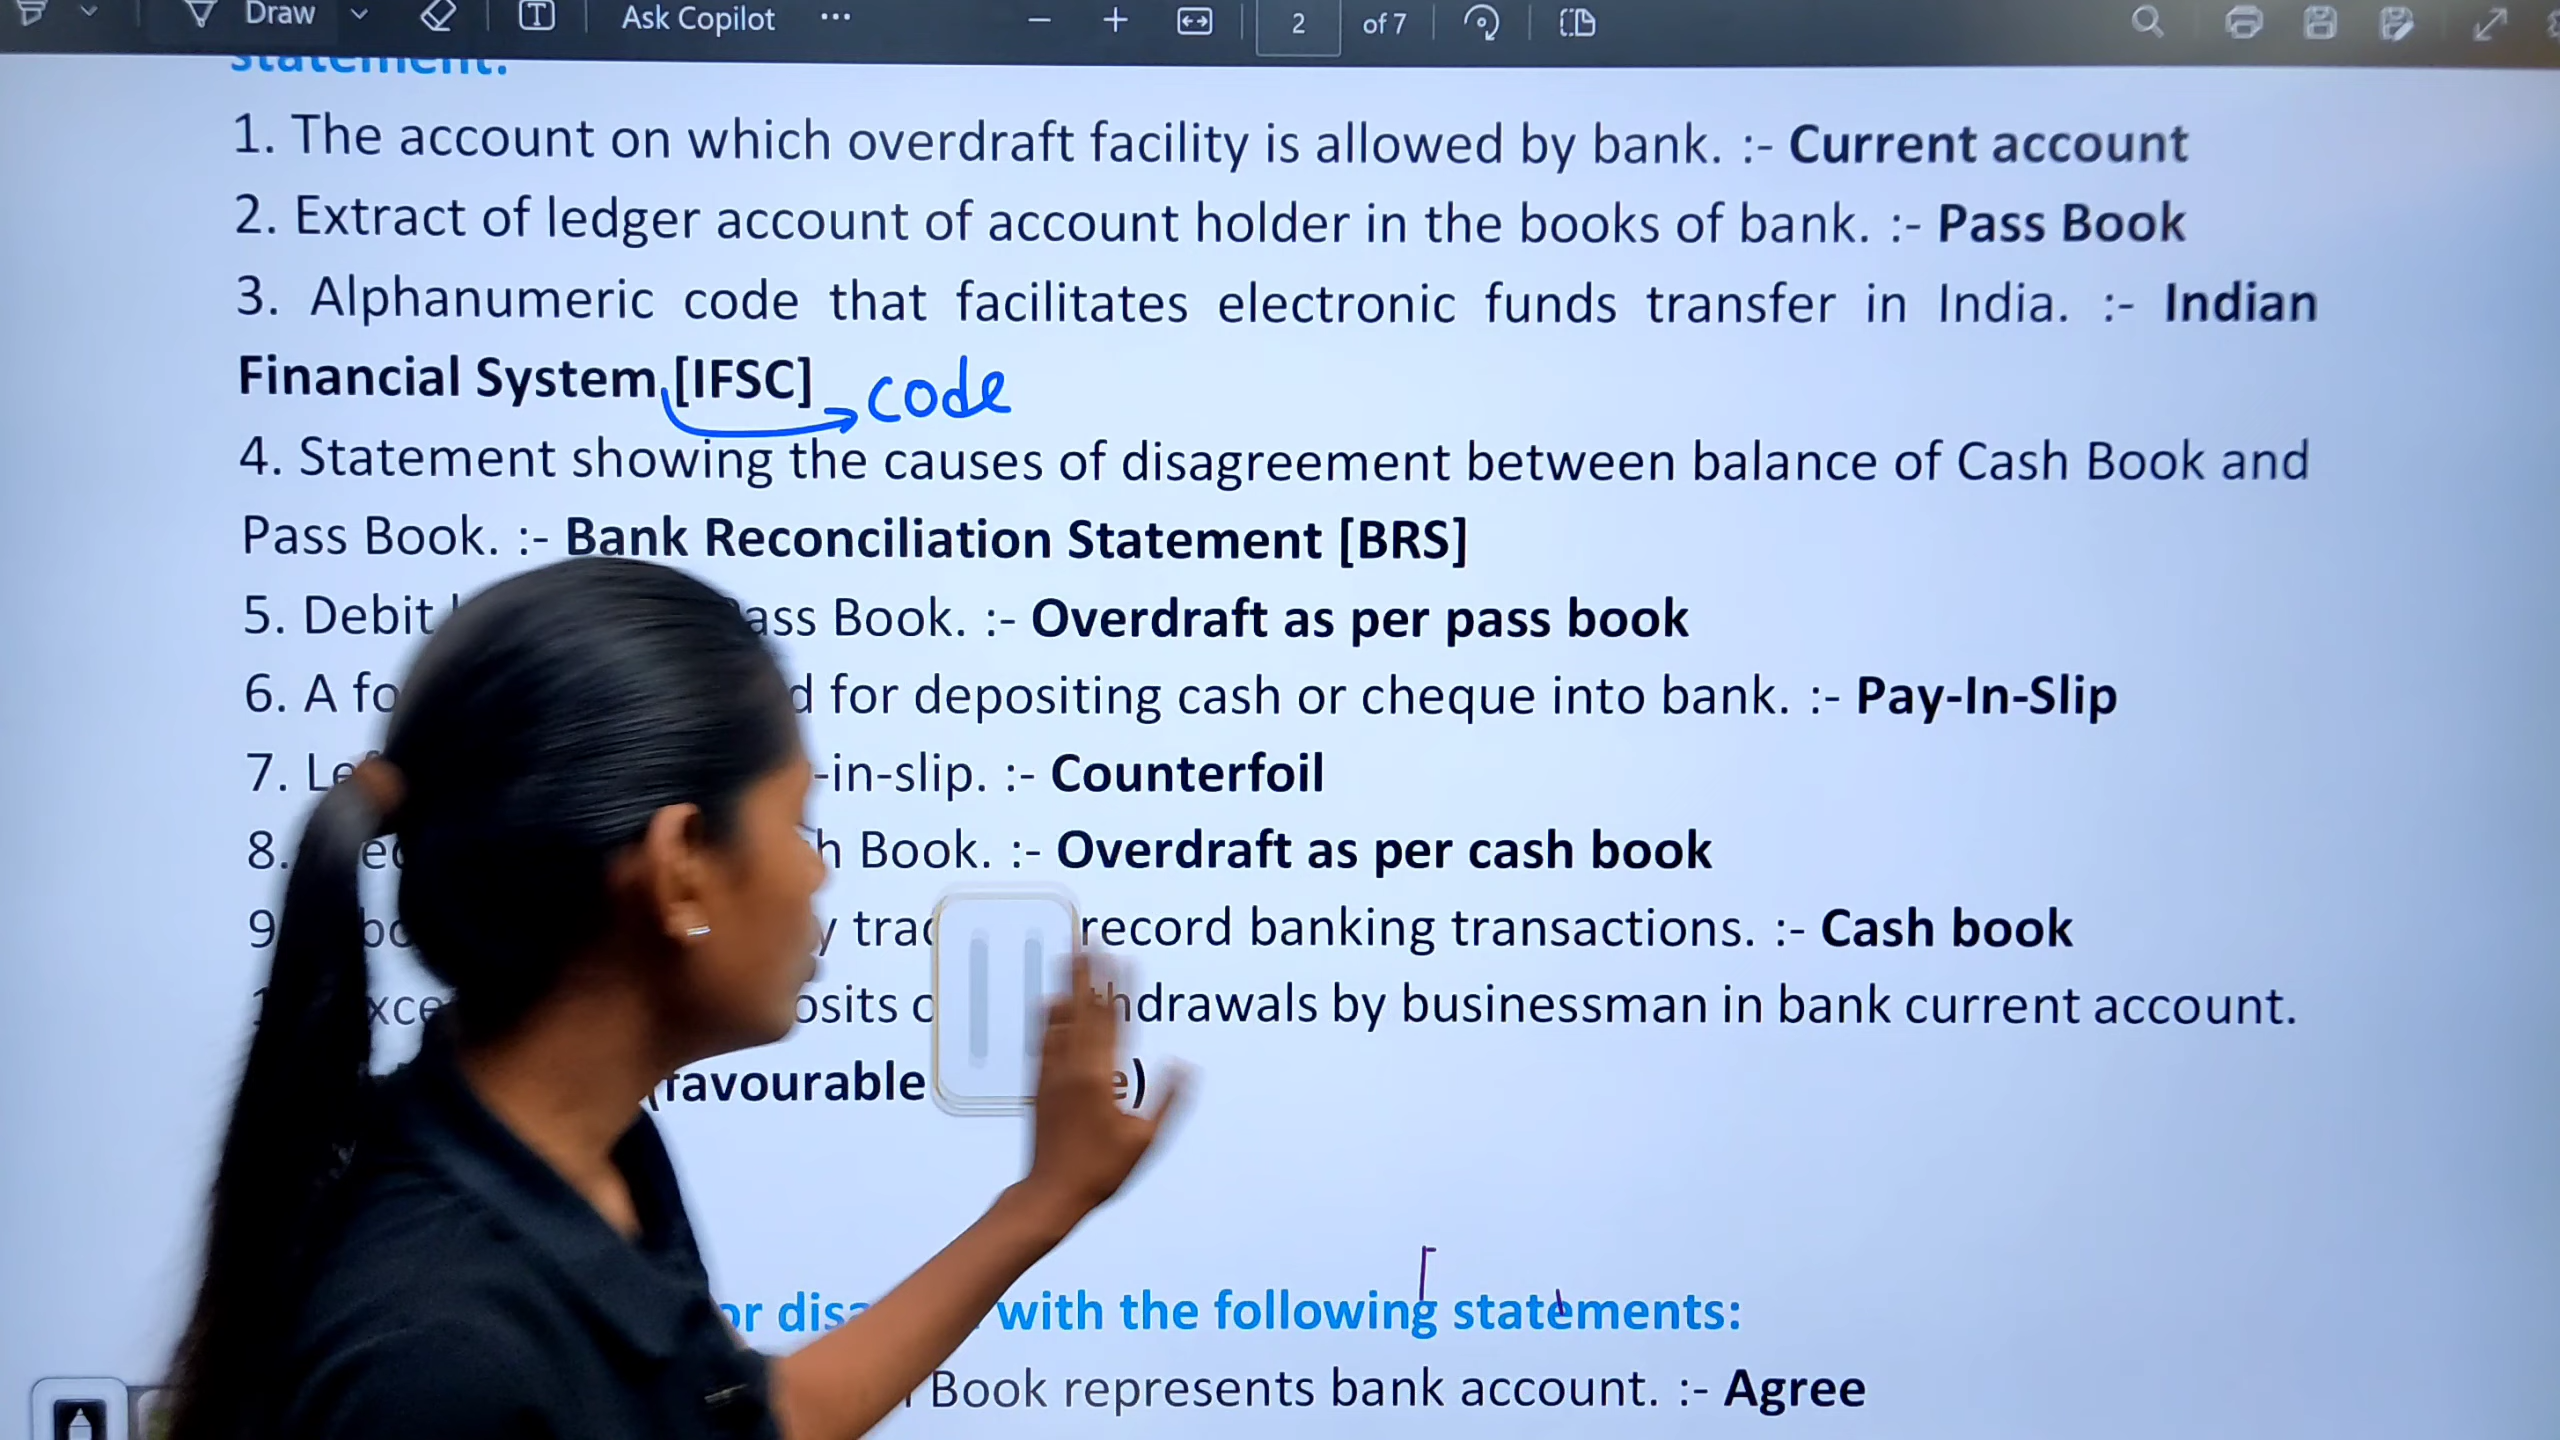 Draw Ask Copilot ... 2 of 7
statement:
1. The account on which overdraft facility is allowed by bank. :- Current account
2. Extract of ledger account of account holder in the books of bank. :- Pass Book
3. Alphanumeric code that facilitates electronic funds transfer in India. :- Indian
Financial System [IFSC] code
4. Statement showing the causes of disagreement between balance of Cash Book and
Pass Book. :- Bank Reconciliation Statement [BRS]
5. Debit Book. :- Overdraft as per pass book
6. A for depositing cash or cheque into bank. :- Pay-In-Slip
7. -in-slip. :- Counterfoil
8. Book. :- Overdraft as per cash book
9 record banking transactions. :- Cash book
by businessman in bank current account.
(favourable
with the following statements:
Book represents bank account. :- Agree